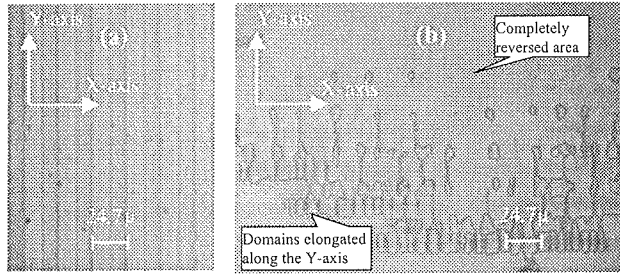 Y-axis
(a)
X-axis
24.7μ
Y-axis
(b)
X-axis
Completely
reversed area
Domains elongated
along the Y-axis
24.7μ